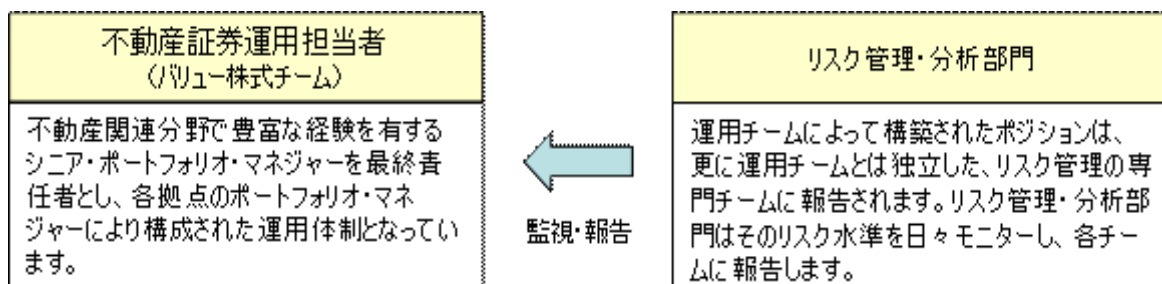 不動産証券運用担当者
（バリュー株式チーム）
不動産関連分野で豊富な経験を有する
シニア・ポートフォリオ・マネジャーを最終責
任者とし、各拠点のポートフォリオ・マネ
ジャーにより構成された運用体制となってい
ます。
監視・報告
リスク管理・分析部門
運用チームによって構築されたポジションは、
更に運用チームとは独立した、リスク管理の専
門チームに報告されます。リスク管理・分析部
門はそのリスク水準を日々モニターし、各チー
ムに報告します。